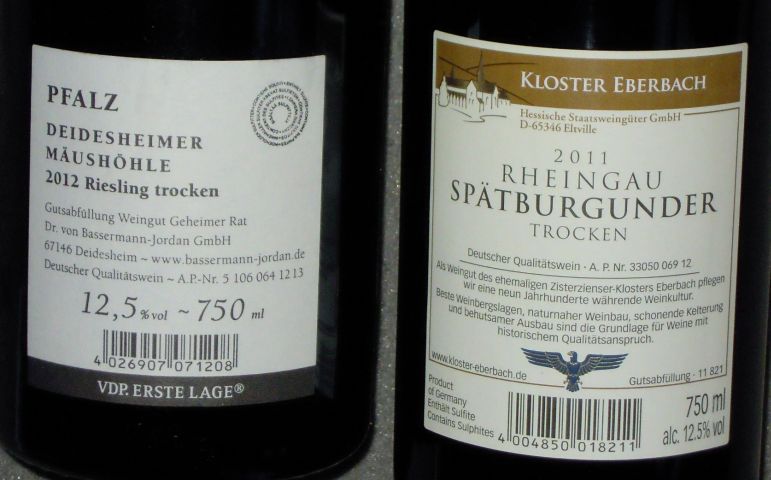 PFALZ
DEIDESHEIMER
MÄUSHÖHLE
2012 Riesling trocken
Gutsabfüllung Weingut Geheimer Rat
Dr. von Bassermann-Jordan GmbH
67146 Deidesheim ~ www.bassermann-jordan.de
Deutscher Qualitätswein ~ A.P.-Nr. 5 106 064 12 13
12,5 % vol ~ 750 ml
4 026907 071208
VDP. ERSTE LAGE®
KLOSTER EBERBACH
Hessische Staatsweingüter GmbH
D-65346 Eltville
2011
RHEINGAU
SPÄTBURGUNDER
TROCKEN
Deutscher Qualitätswein · A. P. Nr. 33050 069 12
Als Weingut des ehemaligen Zisterzienser-Klosters Eberbach pflegen
wir eine neun Jahrhunderte währende Weinkultur.
Beste Weinbergslagen, naturnaher Weinbau, schonende Kelterung
und behutsamer Ausbau sind die Grundlage für Weine mit
historischem Qualitätsanspruch.
www.kloster-eberbach.de
Gutsabfüllung · 11 821
Product
of Germany
Enthält Sulfite
Contains Sulphites
4 004850 018211
750 ml
alc. 12.5% vol